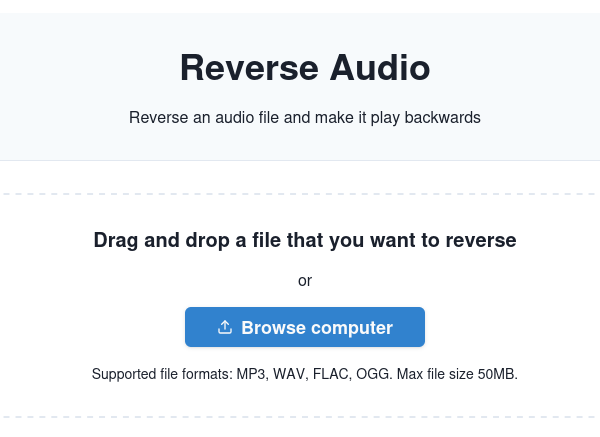 Reverse Audio
Reverse an audio file and make it play backwards
Drag and drop a file that you want to reverse
or
Browse computer
Supported file formats: MP3, WAV, FLAC, OGG. Max file size 50MB.